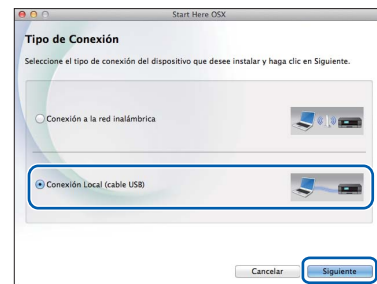 Start Here OSX
Tipo de Conexión
Seleccione el tipo de conexión del dispositivo que desee instalar y haga clic en Siguiente.
Conexión a la red inalámbrica
Conexión Local (cable USB)
Cancelar
Siguiente